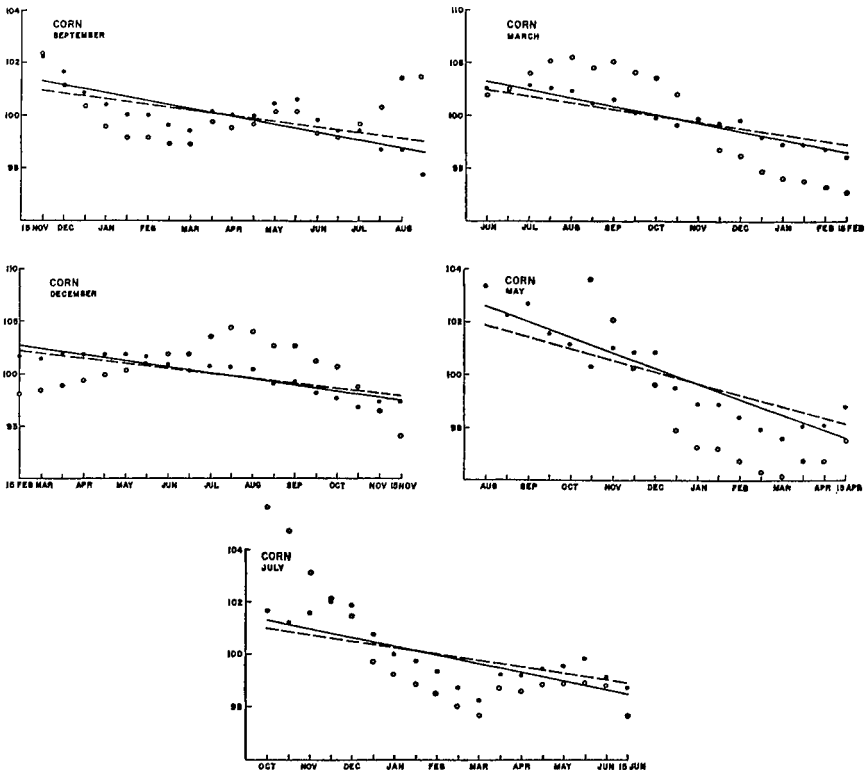 104
CORN
SEPTEMBER
102
100
98
15 NOV DEC JAN FEB MAR APR MAY JUN JUL AUG
110
CORN
MARCH
105
100
95
JUN JUL AUG SEP OCT NOV DEC JAN FEB 15 FEB
110
CORN
DECEMBER
105
100
95
15 FEB MAR APR MAY JUN JUL AUG SEP OCT NOV 15 NOV
104
CORN
MAY
102
100
98
AUG SEP OCT NOV DEC JAN FEB MAR APR 15 APR
104
CORN
JULY
102
100
98
OCT NOV DEC JAN FEB MAR APR MAY JUN 15 JUN